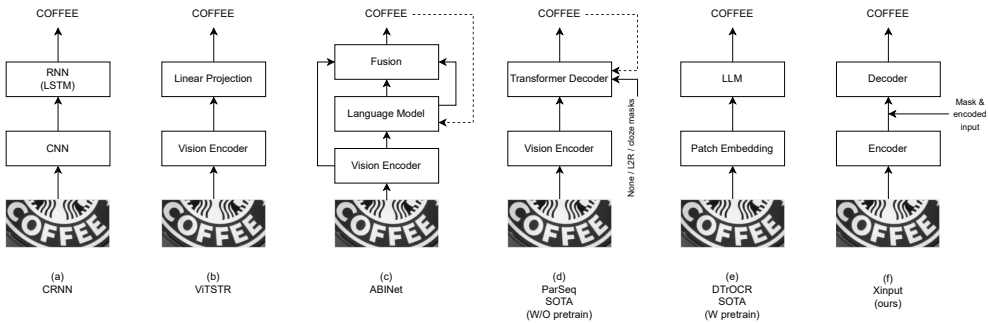 COFFEE
RNN
(LSTM)
CNN
COFFEE
(a)
CRNN
COFFEE
Linear Projection
Vision Encoder
COFFEE
(b)
ViTSTR
COFFEE
Fusion
Language Model
Vision Encoder
COFFEE
(c)
ABINet
COFFEE
Transformer Decoder
None / L2R / cloze masks
Vision Encoder
COFFEE
(d)
ParSeq
SOTA
(W/O pretrain)
COFFEE
LLM
Patch Embedding
COFFEE
(e)
DTrOCR
SOTA
(W pretrain)
COFFEE
Decoder
Mask &
encoded
input
Encoder
COFFEE
(f)
Xinput
(ours)